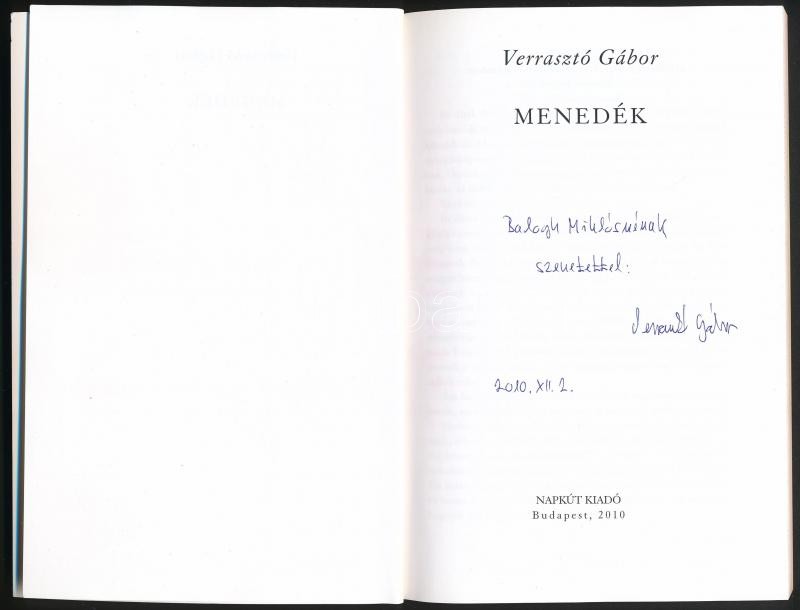 Verrasztó Gábor
MENEDÉK
Balogh Miklósnénak
szeretettel:
Verrasztó Gábor
2010. XII. 2.
NAPKÚT KIADÓ
Budapest, 2010